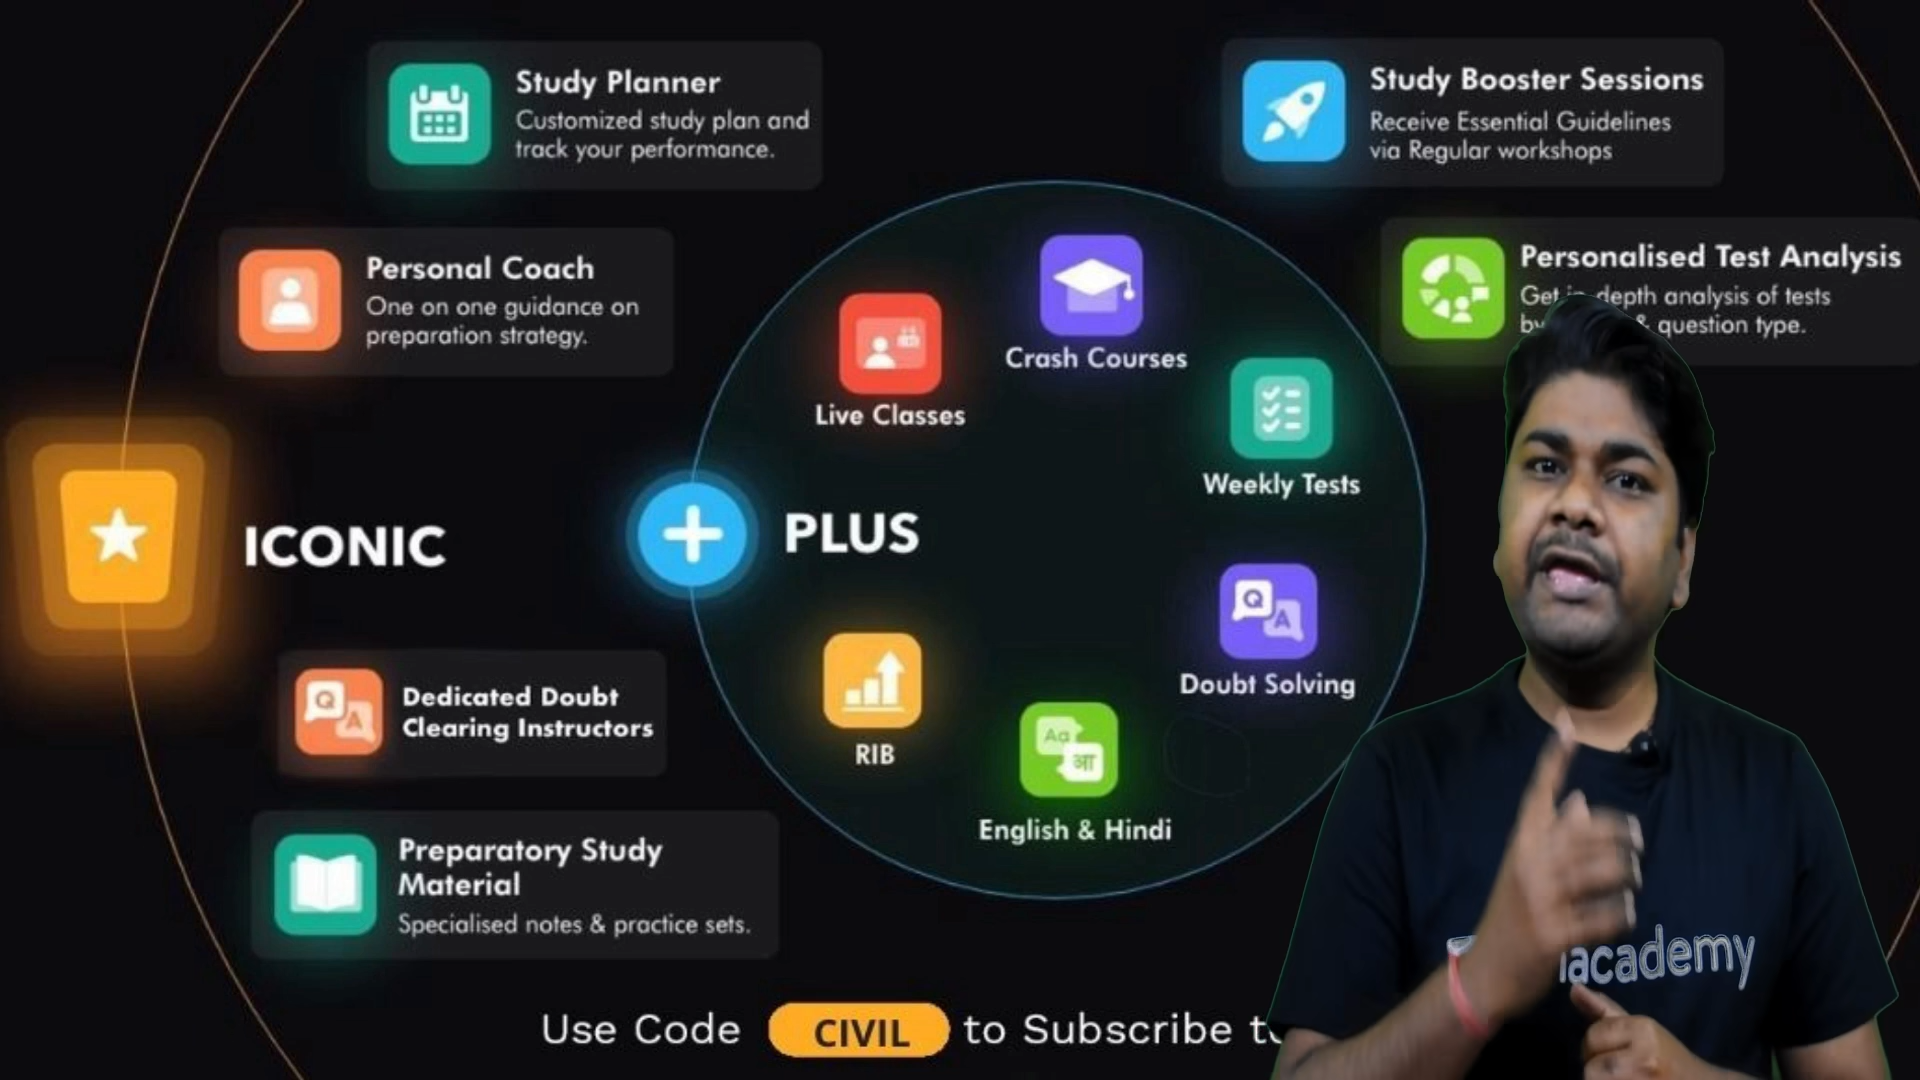 Study Planner
Customized study plan and
track your performance.
Study Booster Sessions
Receive Essential Guidelines
via Regular workshops
Personal Coach
One on one guidance on
preparation strategy.
Personalised Test Analysis
Get in-depth analysis of tests
by & question type.
Live Classes
Crash Courses
Weekly Tests
ICONIC
PLUS
Doubt Solving
Q
A
RIB
Aa
आ
English & Hindi
Q
A
Dedicated Doubt
Clearing Instructors
Preparatory Study
Material
Specialised notes & practice sets.
academy
Use Code CIVIL to Subscribe